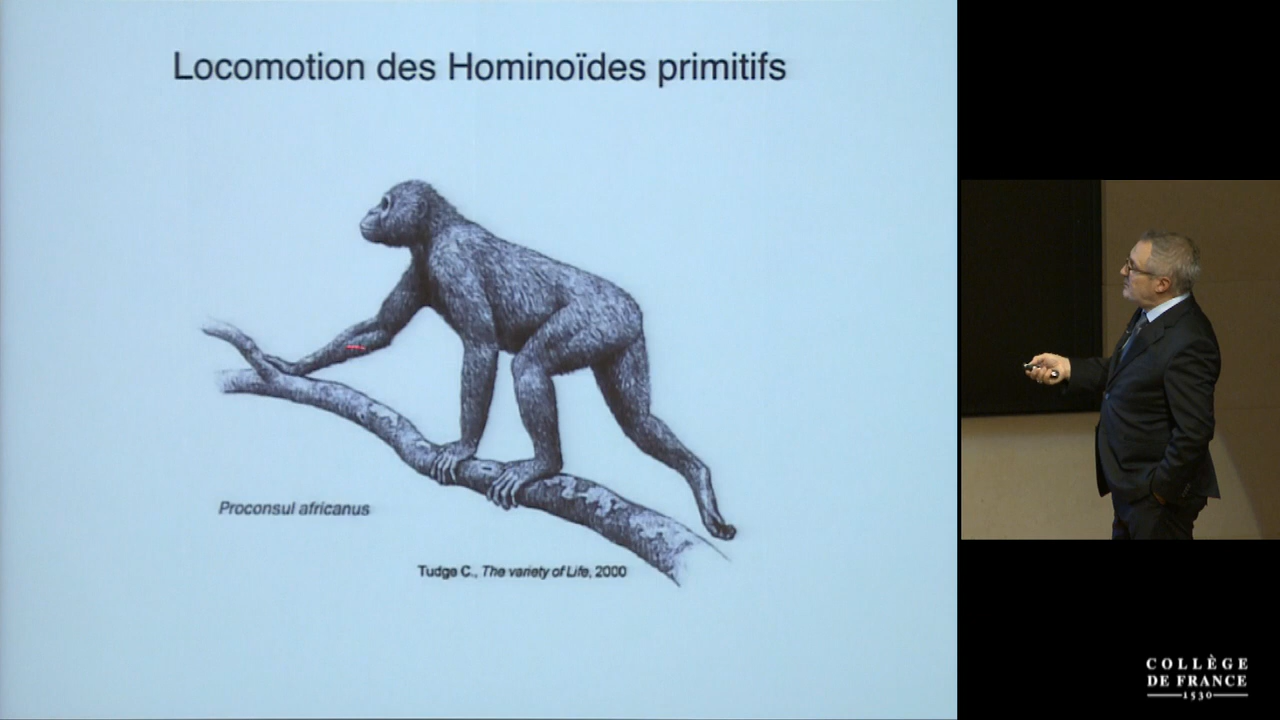 Locomotion des Hominoïdes primitifs
Proconsul africanus
Tudge C., The variety of Life, 2000
COLLÈGE
DE FRANCE
1530